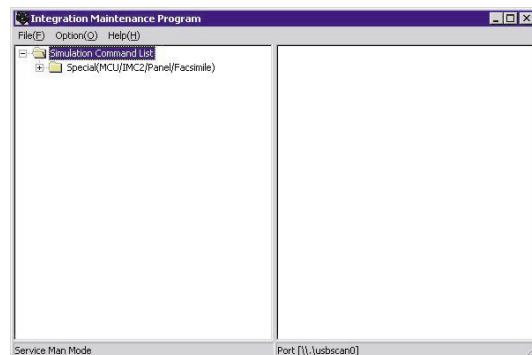 Integration Maintenance Program
File(F) Option(O) Help(H)
Simulation Command List
Special(MCU/IMC2/Panel/Facsimile)
Service Man Mode
Port [\\.\usbscan0]